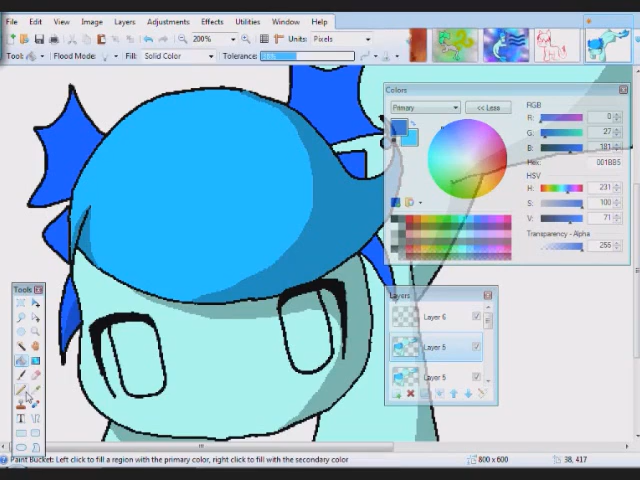 File Edit View Image Layers Adjustments Effects Utilities Window Help
200% Units: Pixels
Tool: Flood Mode: Fill: Solid Color Tolerance:
Colors
Primary << Less
RGB
R: 0
G: 27
B: 181
Hex: 001BB5
HSV
H: 231
S: 100
V: 71
Transparency - Alpha
255
Tools
Layers
Layer 6
Layer 5
Layer 5
Paint Bucket: Left click to fill a region with the primary color, right click to fill with the secondary color 800 x 600 38, 417